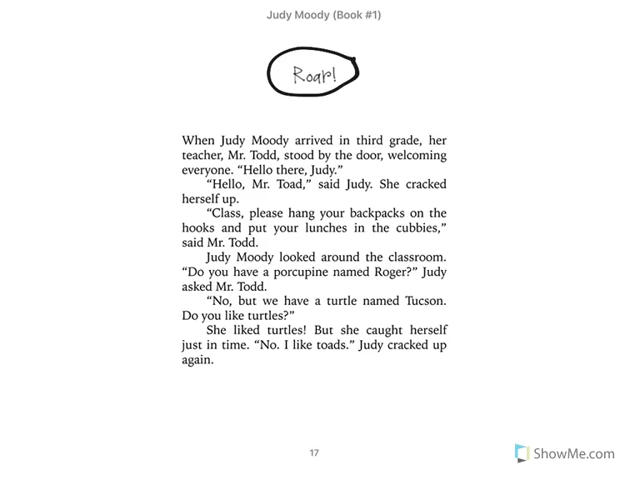 Judy Moody (Book #1)
Roar!
When Judy Moody arrived in third grade, her
teacher, Mr. Todd, stood by the door, welcoming
everyone. “Hello there, Judy.”
“Hello, Mr. Toad,” said Judy. She cracked
herself up.
“Class, please hang your backpacks on the
hooks and put your lunches in the cubbies,”
said Mr. Todd.
Judy Moody looked around the classroom.
“Do you have a porcupine named Roger?” Judy
asked Mr. Todd.
“No, but we have a turtle named Tucson.
Do you like turtles?”
She liked turtles! But she caught herself
just in time. “No. I like toads.” Judy cracked up
again.
17
ShowMe.com